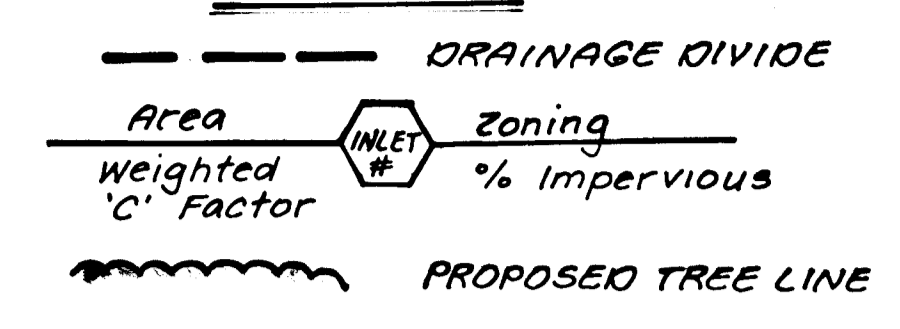 DRAINAGE DIVIDE
Area
INLET
#
Zoning
Weighted
'C' Factor
% Impervious
PROPOSED TREE LINE